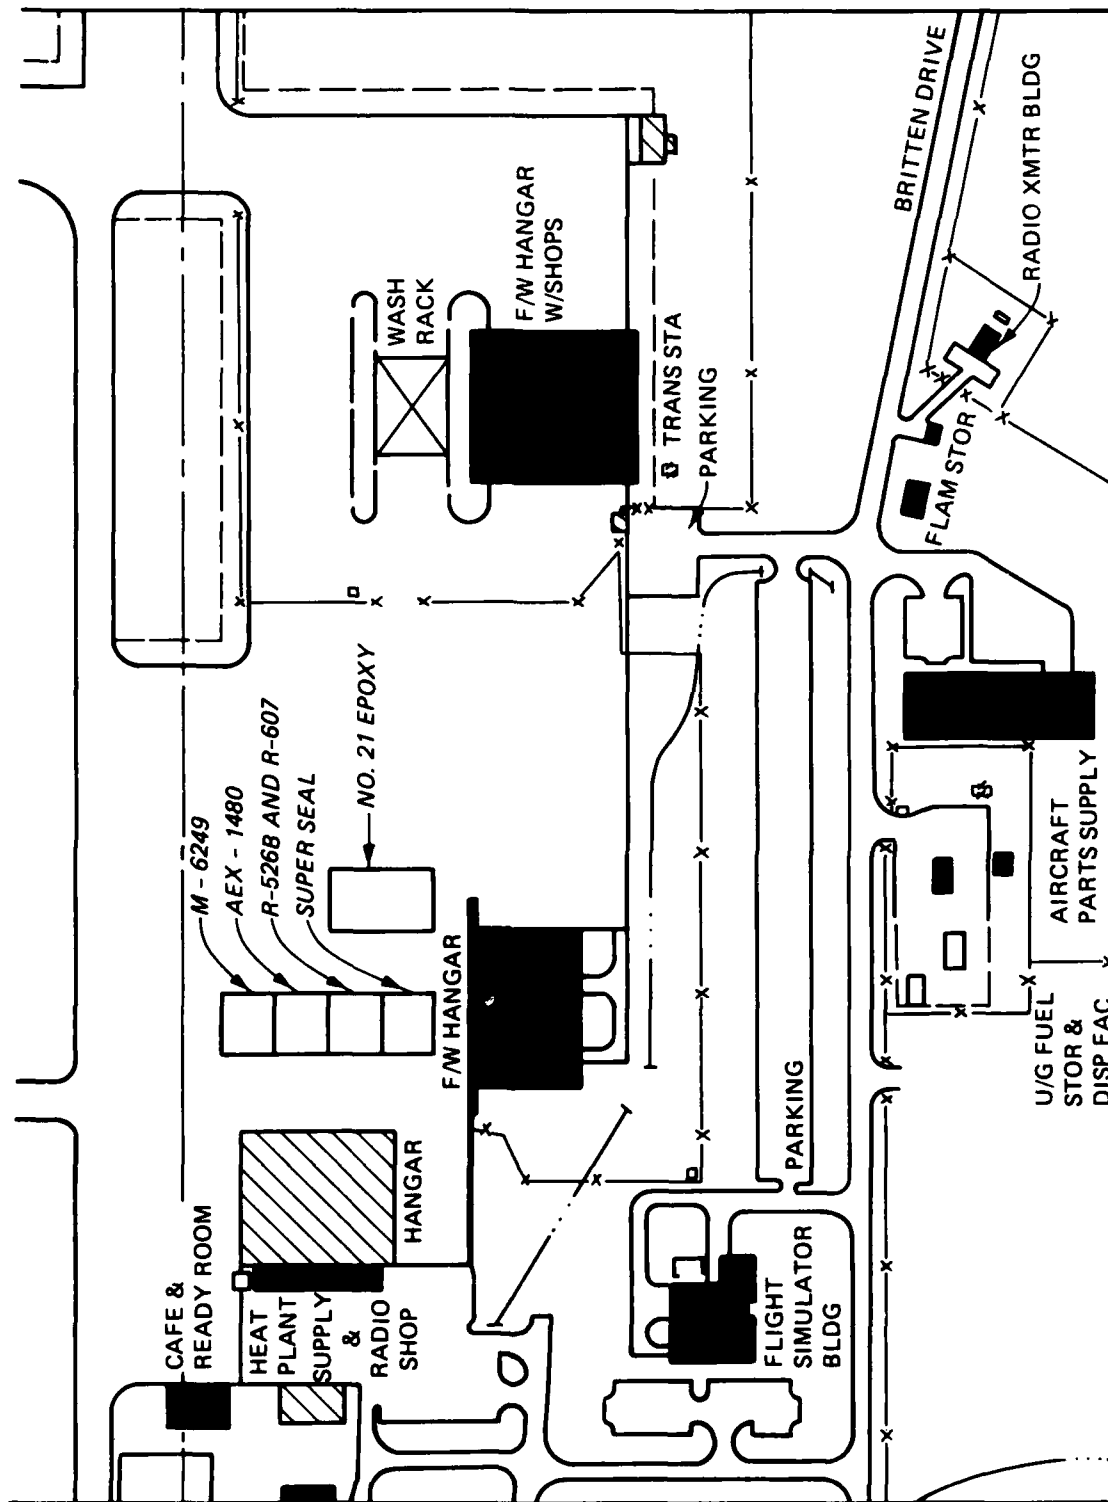 BRITTEN DRIVE
RADIO XMTR BLDG
F/W HANGAR
W/SHOPS
WASH
RACK
TRANS STA
PARKING
FLAM STOR
NO. 21 EPOXY
M - 6249
AEX - 1480
R-526B AND R-607
SUPER SEAL
F/W HANGAR
AIRCRAFT
PARTS SUPPLY
U/G FUEL
STOR &
DISP FAC
PARKING
HANGAR
CAFE &
READY ROOM
HEAT
PLANT
SUPPLY
&
RADIO
SHOP
FLIGHT
SIMULATOR
BLDG